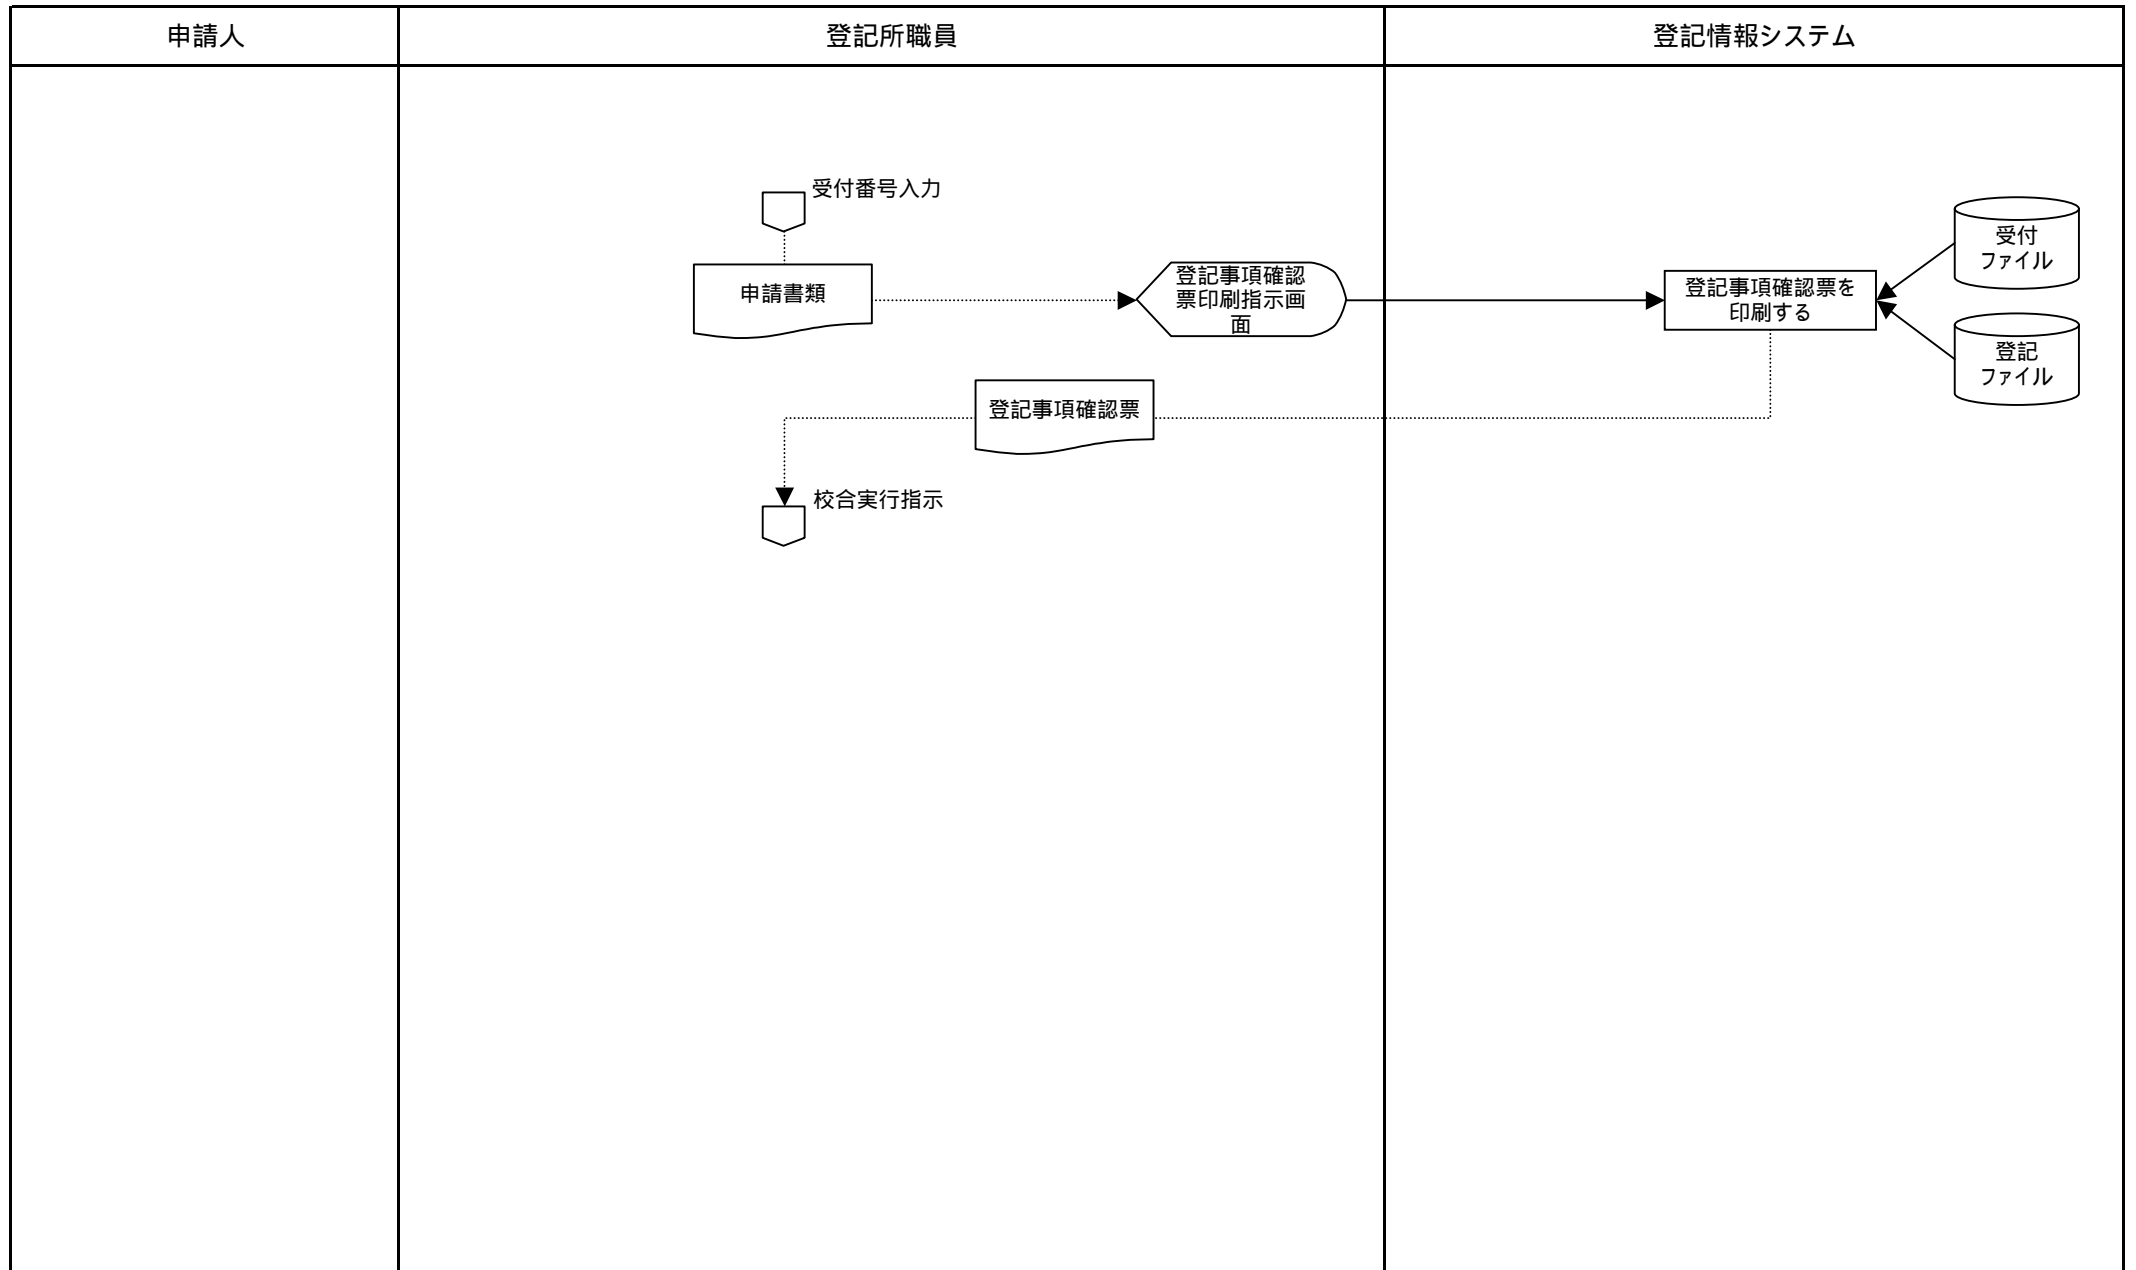 申請人
登記所職員
登記情報システム
受付番号入力
申請書類
登記事項確認
票印刷指示画
面
登記事項確認票を
印刷する
受付
ファイル
登記
ファイル
登記事項確認票
校合実行指示